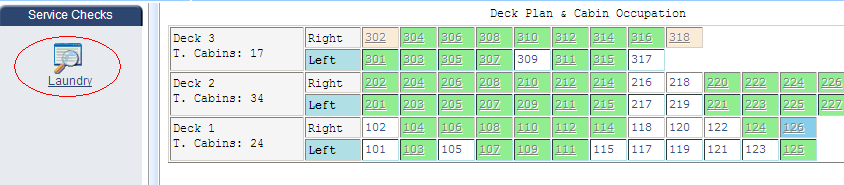 Service Checks
Laundry
Deck Plan & Cabin Occupation
Deck 3
T. Cabins: 17
Right 302 304 306 308 310 312 314 316 318
Left 301 303 305 307 309 311 315 317
Deck 2
T. Cabins: 34
Right 202 204 206 208 210 212 214 216 218 220 222 224 226
Left 201 203 205 207 209 211 215 217 219 221 223 225 227
Deck 1
T. Cabins: 24
Right 102 104 106 108 110 112 114 118 120 122 124 126
Left 101 103 105 107 109 111 115 117 119 121 123 125